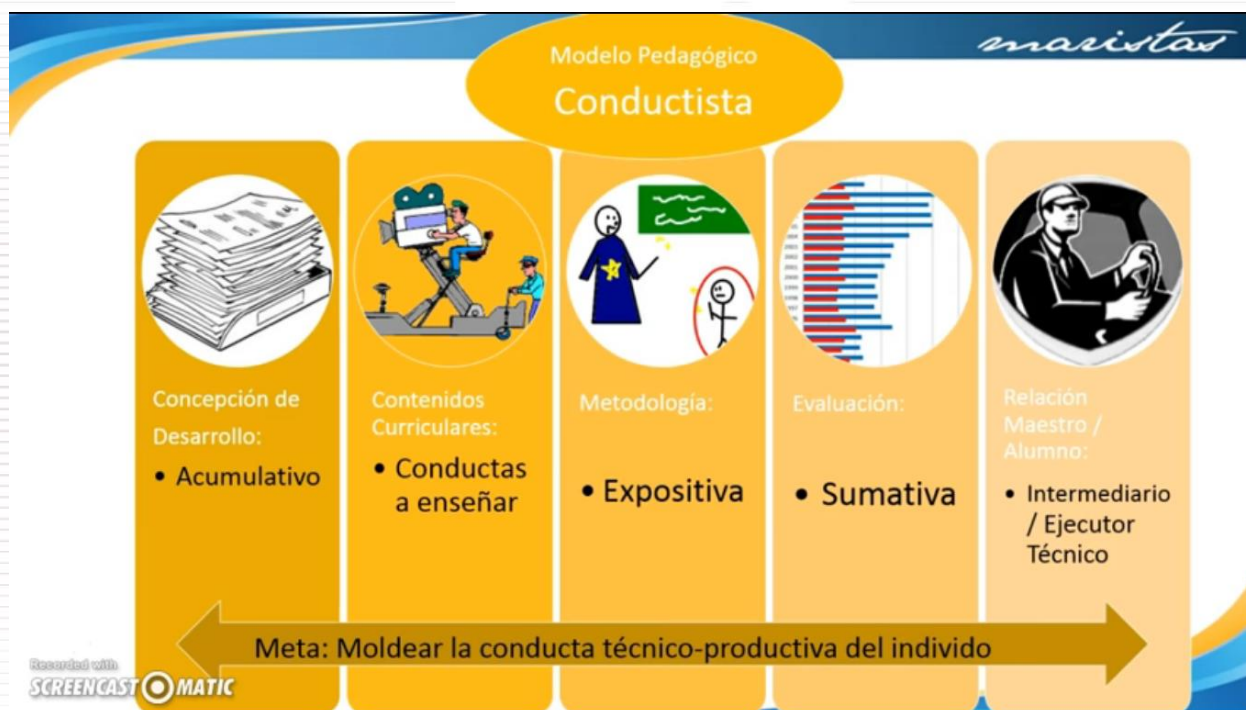 maristas
Modelo Pedagógico
Conductista
Concepción de
Desarrollo:
• Acumulativo
Contenidos
Curriculares:
• Conductas
a enseñar
Metodología:
• Expositiva
Evaluación:
• Sumativa
Relación
Maestro /
Alumno:
• Intermediario
/ Ejecutor
Técnico
Meta: Moldear la conducta técnico-productiva del individo
Recorded with
SCREENCAST MATIC